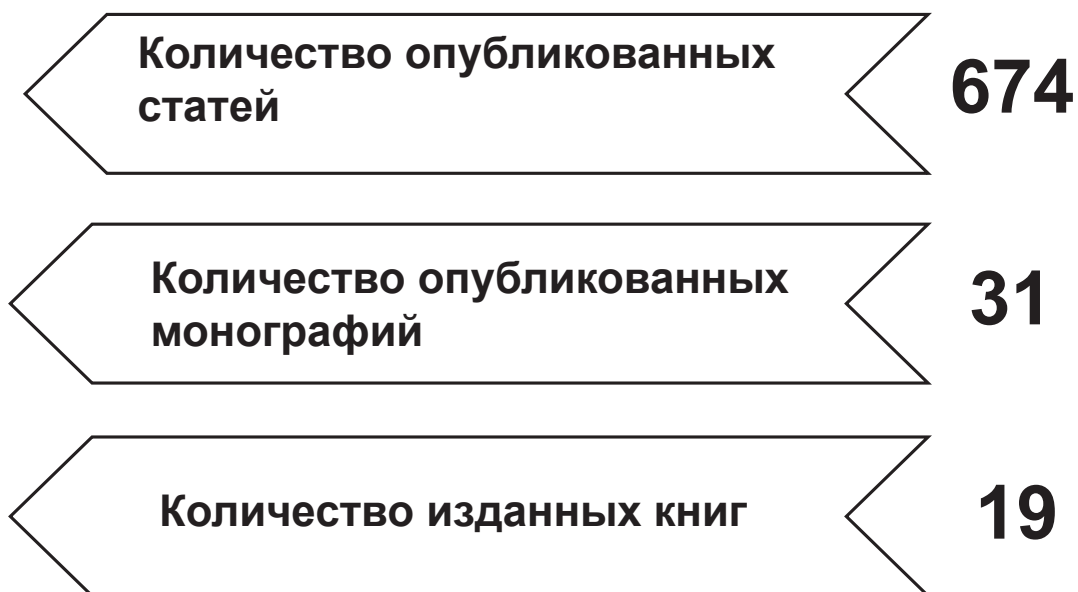 Количество опубликованных
статей
674
Количество опубликованных
монографий
31
Количество изданных книг
19